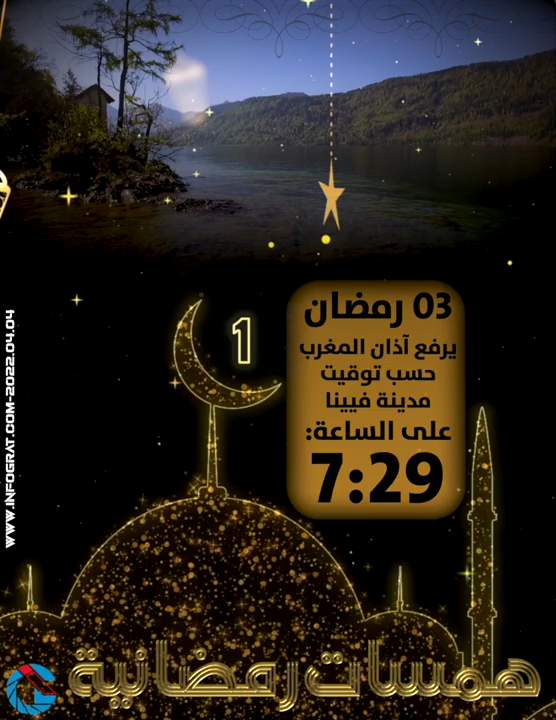 03 رمضان
يرفع آذان المغرب
حسب توقيت
مدينة فيينا
على الساعة:
7:29
1
WWW.INFOGRAT.COM-2022.04.04
همسات رمضانية